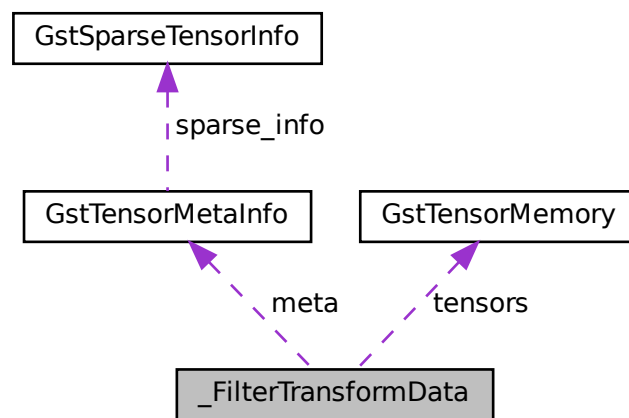 GstSparseTensorInfo
sparse_info
GstTensorMetaInfo
GstTensorMemory
meta
tensors
_FilterTransformData